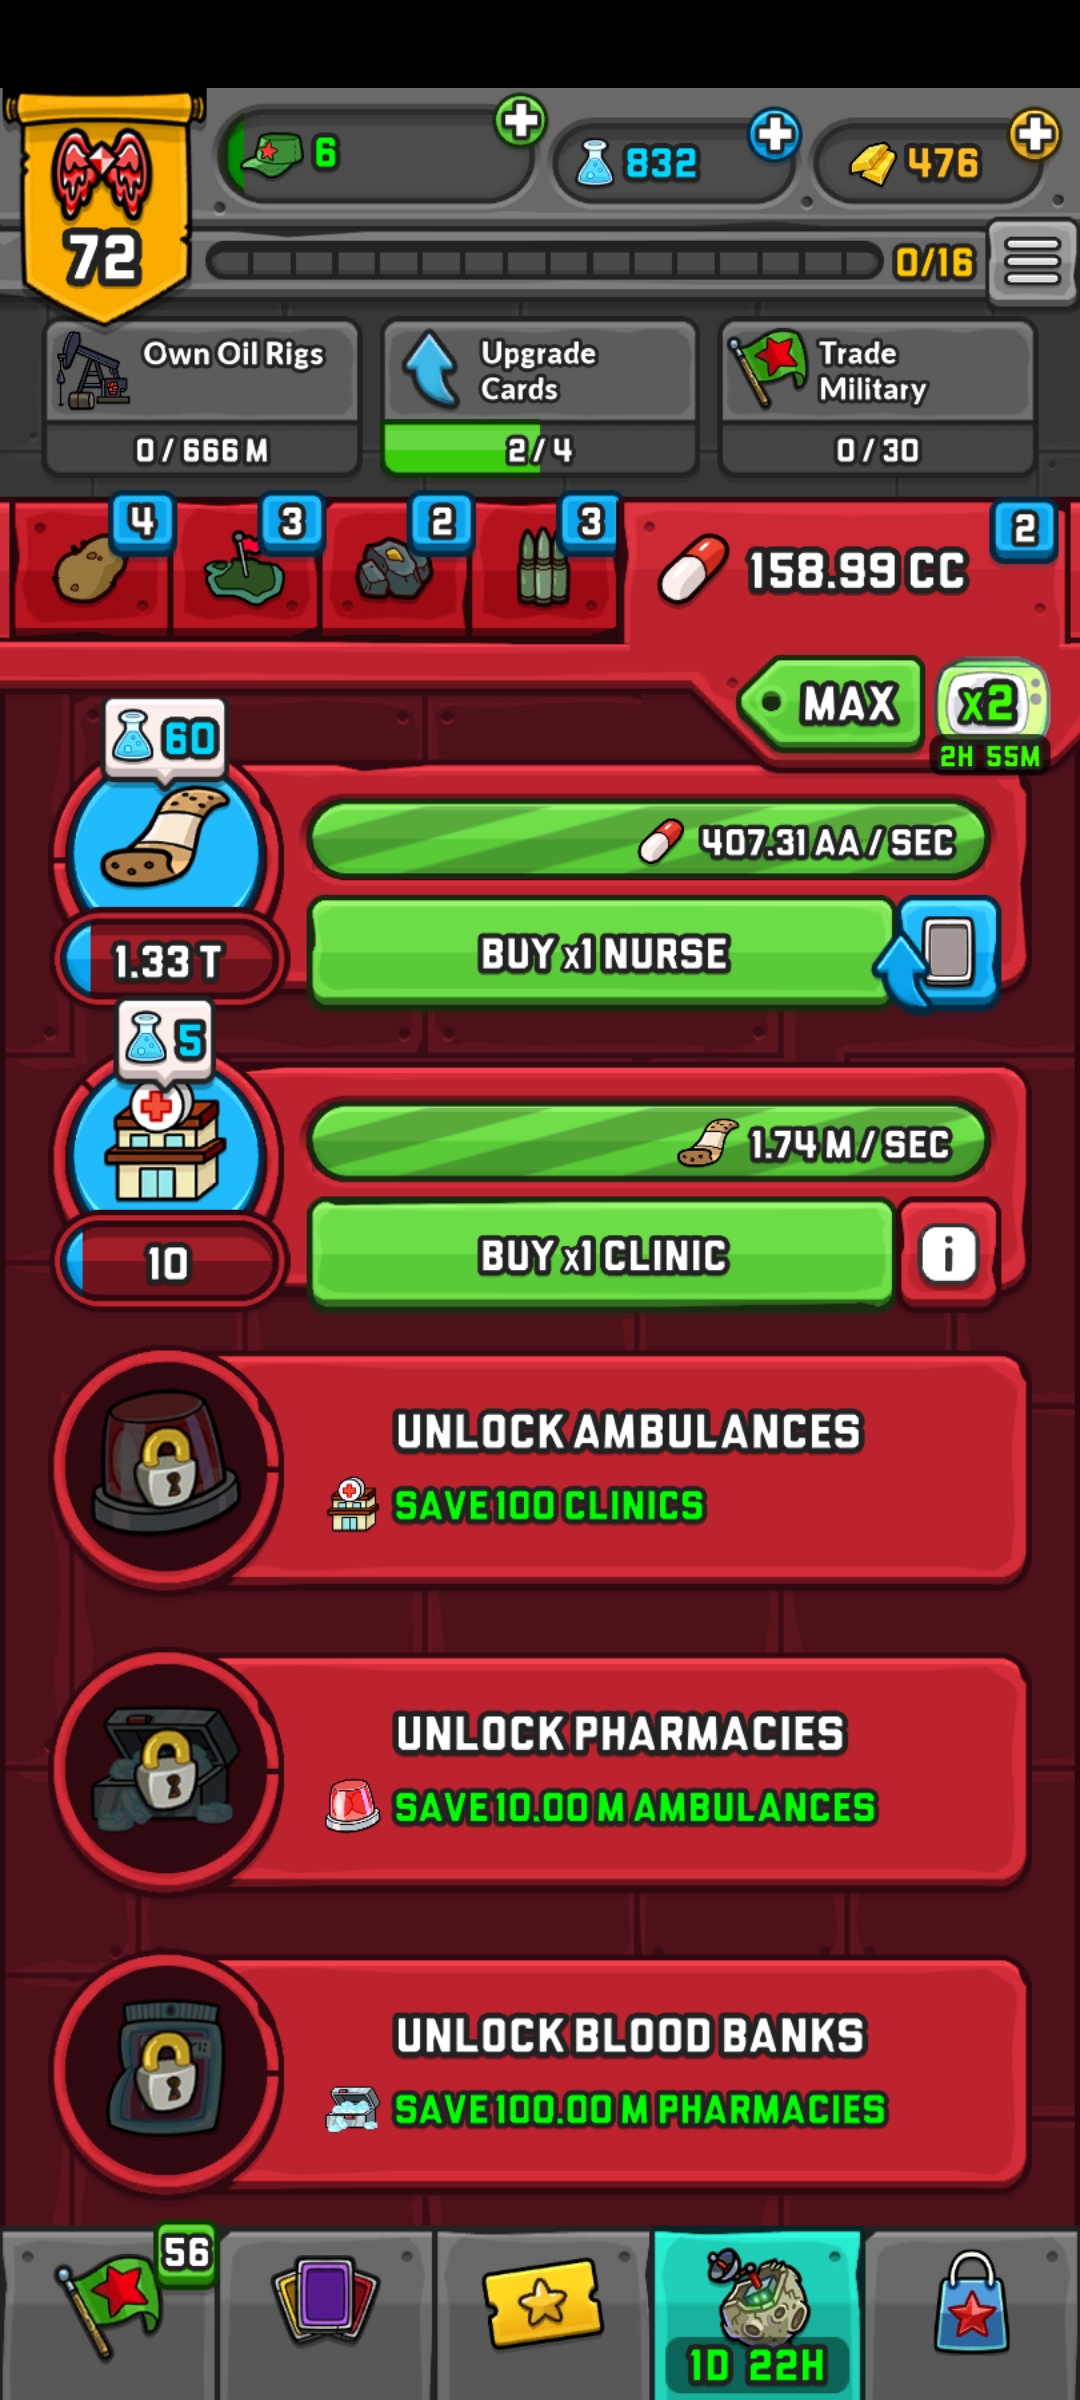 6
832
476
72
0/16
Own Oil Rigs
0 / 666 M
Upgrade
Cards
2 / 4
Trade
Military
0 / 30
4
3
2
3
158.99 CC
2
MAX
x2
2H 55M
60
407.31 AA / SEC
1.33 T
BUY x1 NURSE
5
1.74 M / SEC
10
BUY x1 CLINIC
i
UNLOCK AMBULANCES
SAVE 100 CLINICS
UNLOCK PHARMACIES
SAVE 10.00 M AMBULANCES
UNLOCK BLOOD BANKS
SAVE 100.00 M PHARMACIES
56
1D 22H